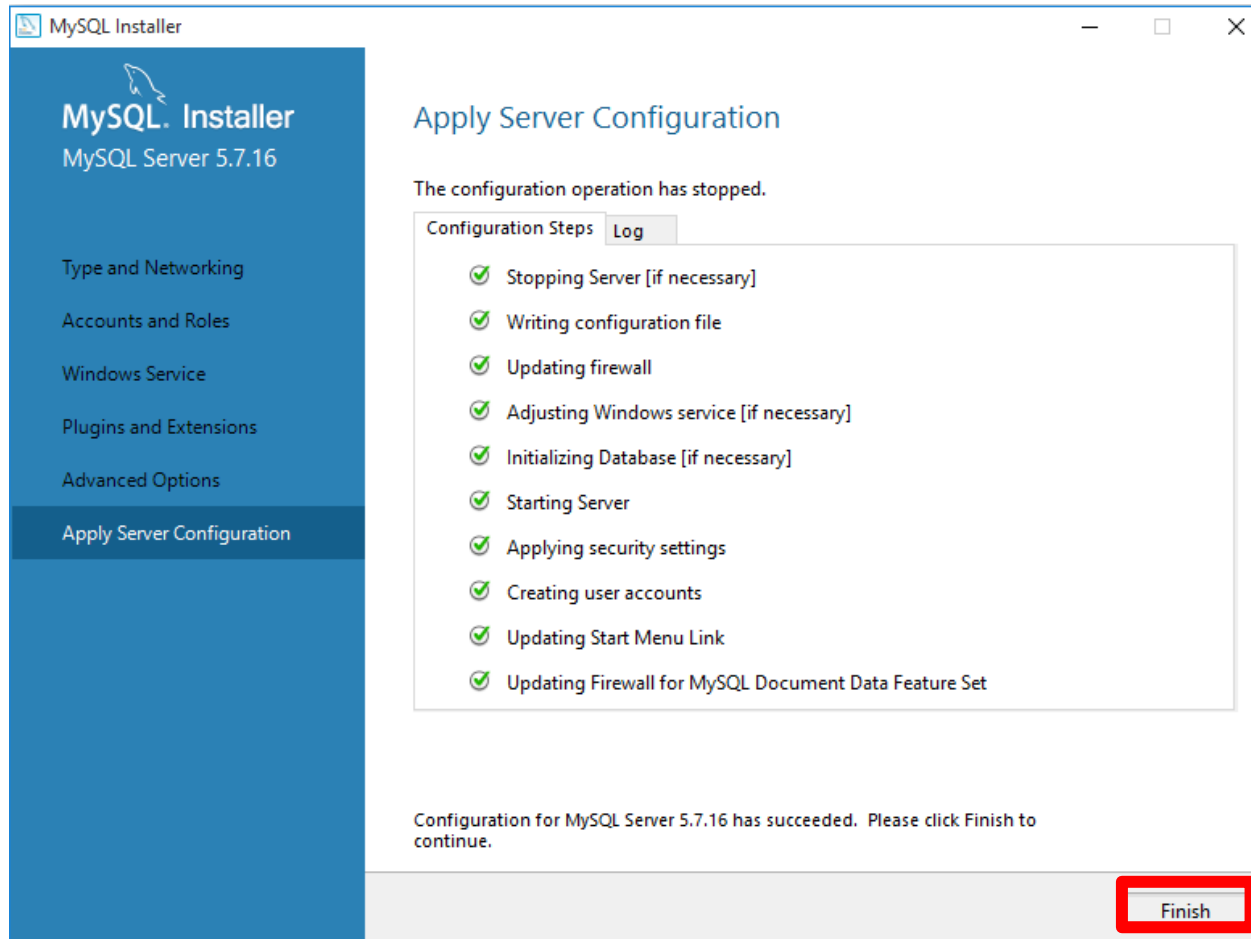 MySQL Installer
MySQL. Installer
MySQL Server 5.7.16
Type and Networking
Accounts and Roles
Windows Service
Plugins and Extensions
Advanced Options
Apply Server Configuration
Apply Server Configuration
The configuration operation has stopped.
Configuration Steps Log
Stopping Server [if necessary]
Writing configuration file
Updating firewall
Adjusting Windows service [if necessary]
Initializing Database [if necessary]
Starting Server
Applying security settings
Creating user accounts
Updating Start Menu Link
Updating Firewall for MySQL Document Data Feature Set
Configuration for MySQL Server 5.7.16 has succeeded. Please click Finish to
continue.
Finish